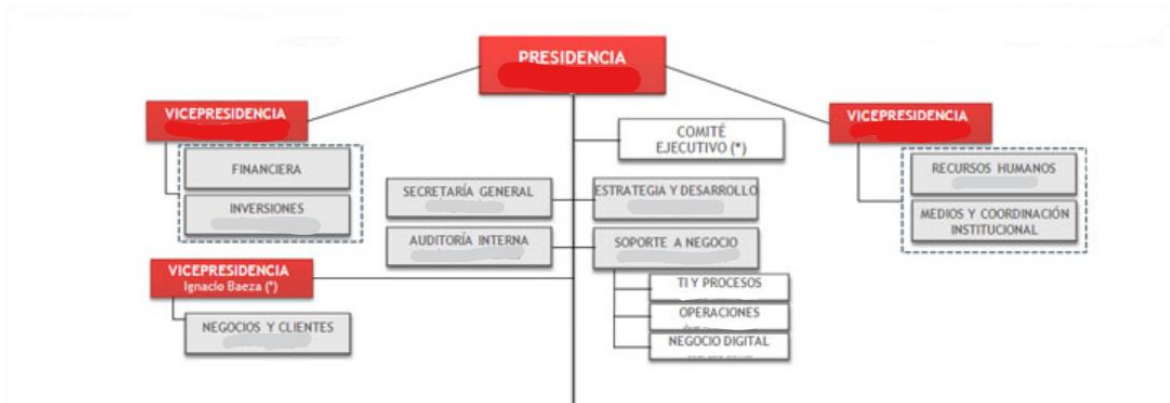 PRESIDENCIA
VICEPRESIDENCIA
VICEPRESIDENCIA
COMITÉ
EJECUTIVO (*)
FINANCIERA
RECURSOS HUMANOS
SECRETARÍA GENERAL
ESTRATEGIA Y DESARROLLO
INVERSIONES
MEDIOS Y COORDINACIÓN
INSTITUCIONAL
AUDITORÍA INTERNA
SOPORTE A NEGOCIO
VICEPRESIDENCIA
Ignacio Baeza (*)
TI Y PROCESOS
OPERACIONES
NEGOCIOS Y CLIENTES
NEGOCIO DIGITAL